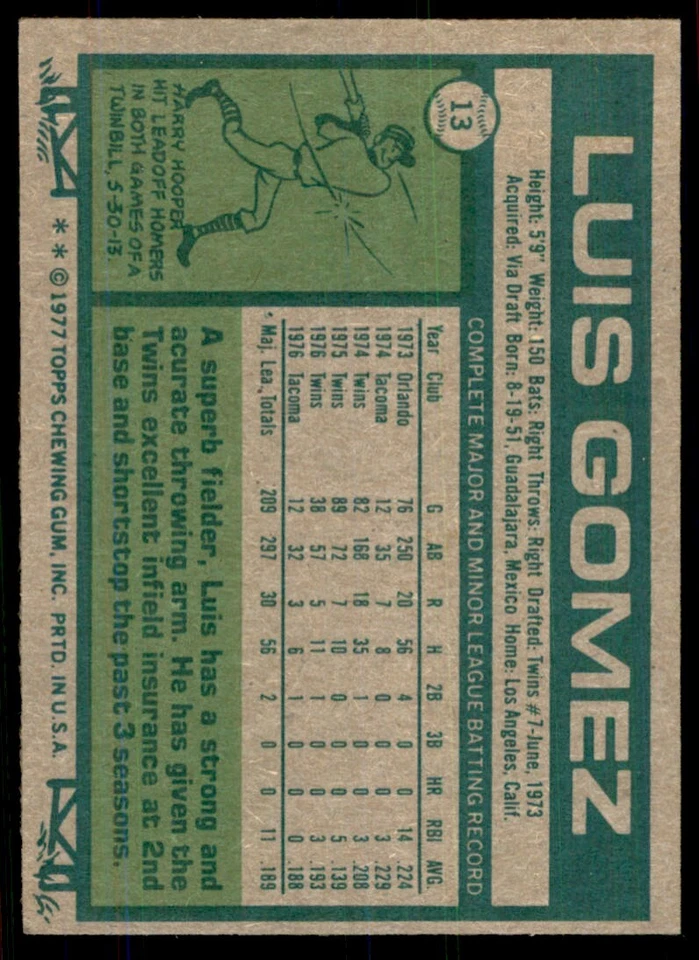 13
LUIS GOMEZ
Height: 5'9" Weight: 150 Bats: Right Throws: Right Drafted: Twins #7-June, 1973
Acquired: Via Draft Born: 8-19-51, Guadalajara, Mexico Home: Los Angeles, Calif.
COMPLETE MAJOR AND MINOR LEAGUE BATTING RECORD
Year Club G AB R H 2B 3B HR RBI AVG.
1973 Orlando 76 250 20 56 4 0 0 14 .224
1974 Tacoma 12 35 7 8 0 0 0 3 .229
1974 Twins 82 168 18 35 1 0 0 3 .208
1975 Twins 89 72 7 10 0 0 0 5 .139
1976 Twins 38 57 5 11 1 0 0 3 .193
1976 Tacoma 12 32 3 6 1 0 0 0 .188
Maj. Lea. Totals 209 297 30 56 2 0 0 11 .189
HARRY HOOPER
HIT LEADOFF HOMERS
IN BOTH GAMES OF A
TWINBILL, 5-30-13.
A superb fielder, Luis has a strong and
acurate throwing arm. He has given the
Twins excellent infield insurance at 2nd
base and shortstop the past 3 seasons.
* * © 1977 TOPPS CHEWING GUM, INC. PRTD. IN U.S.A.